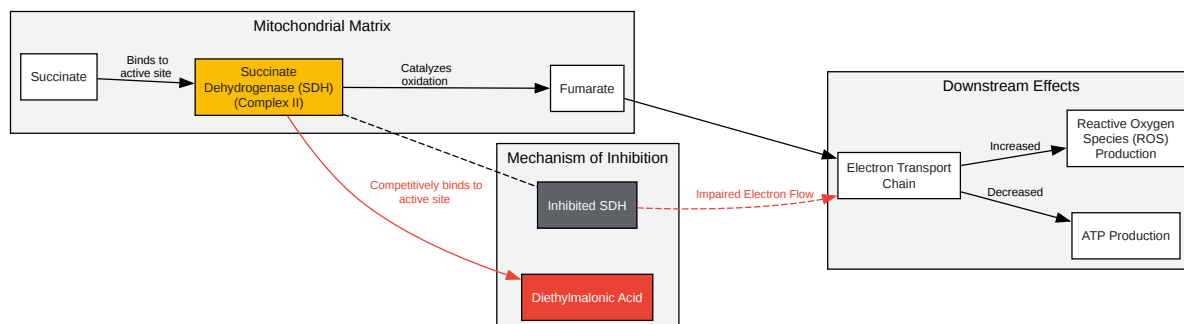 Mitochondrial Matrix
Succinate
Binds to
active site
Succinate
Dehydrogenase (SDH)
(Complex II)
Catalyzes
oxidation
Fumarate
Mechanism of Inhibition
Competitively binds to
active site
Inhibited SDH
Impaired Electron Flow
Diethylmalonic Acid
Downstream Effects
Electron Transport
Chain
Increased
Reactive Oxygen
Species (ROS)
Production
Decreased
ATP Production